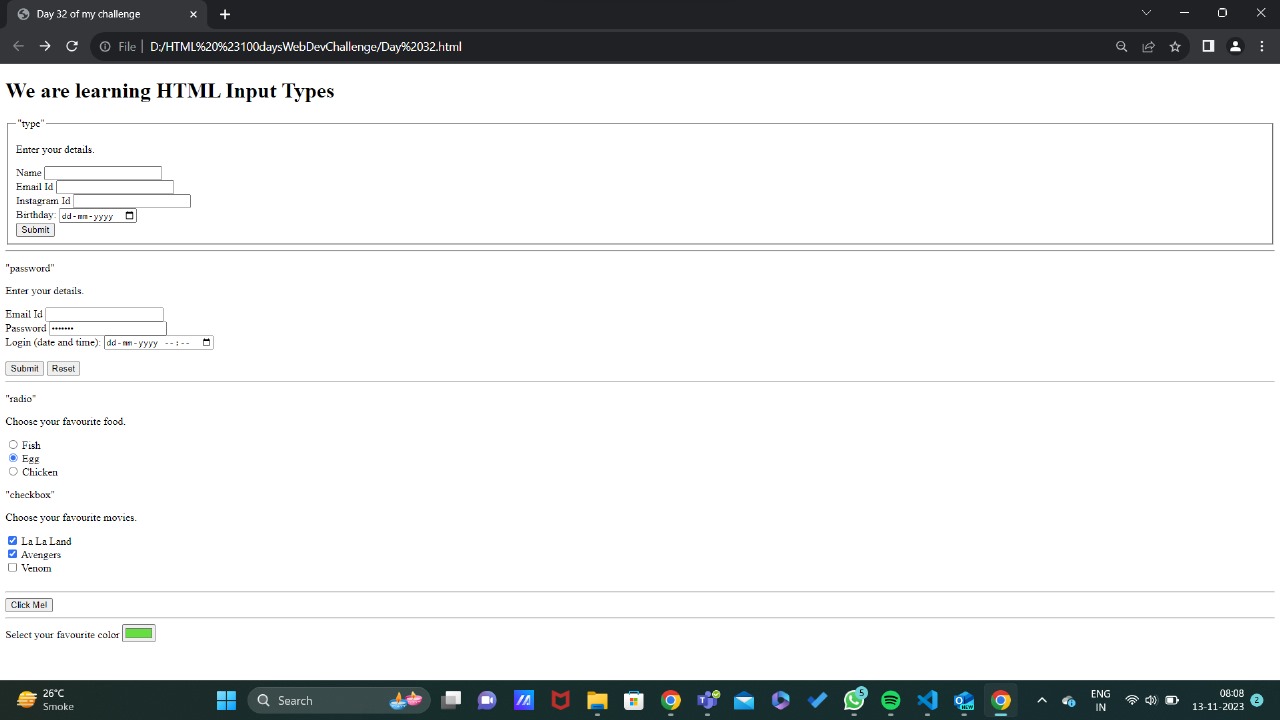 Day 32 of my challenge
File D:/HTML%20%23100daysWebDevChallenge/Day%2032.html
We are learning HTML Input Types
"type"
Enter your details.
Name
Email Id
Instagram Id
Birthday: dd-mm-yyyy
Submit
"password"
Enter your details.
Email Id
Password •••••••
Login (date and time): dd-mm-yyyy --:--
Submit Reset
"radio"
Choose your favourite food.
Fish
Egg
Chicken
"checkbox"
Choose your favourite movies.
La La Land
Avengers
Venom
Click Me!
Select your favourite color
26°C
Smoke
Search
5
NEW
ENG
IN
08:08
13-11-2023
2